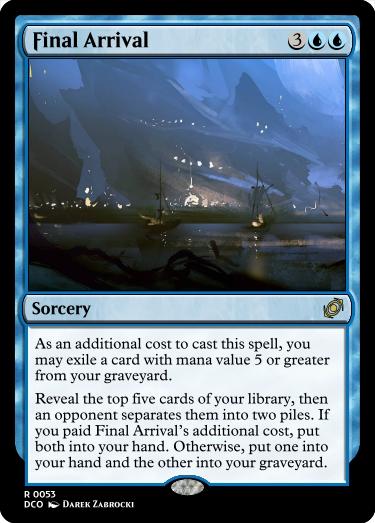 Final Arrival 3
Sorcery
As an additional cost to cast this spell, you
may exile a card with mana value 5 or greater
from your graveyard.
Reveal the top five cards of your library, then
an opponent separates them into two piles. If
you paid Final Arrival's additional cost, put
both into your hand. Otherwise, put one into
your hand and the other into your graveyard.
R 0053
DCO Darek Zabrocki